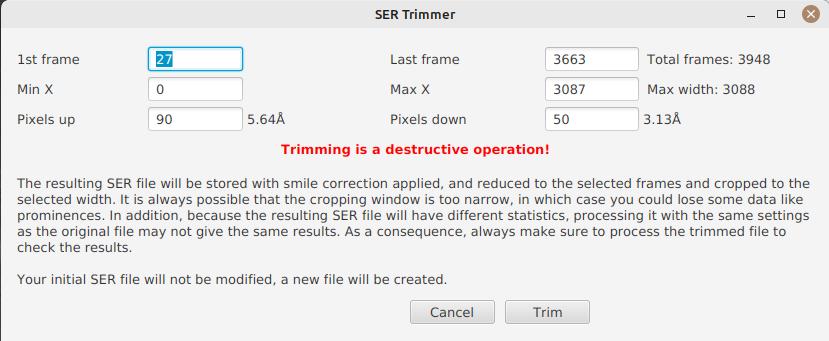 SER Trimmer
1st frame 27 Last frame 3663 Total frames: 3948
Min X 0 Max X 3087 Max width: 3088
Pixels up 90 5.64Å Pixels down 50 3.13Å
Trimming is a destructive operation!
The resulting SER file will be stored with smile correction applied, and reduced to the selected frames and cropped to the
selected width. It is always possible that the cropping window is too narrow, in which case you could lose some data like
prominences. In addition, because the resulting SER file will have different statistics, processing it with the same settings
as the original file may not give the same results. As a consequence, always make sure to process the trimmed file to
check the results.
Your initial SER file will not be modified, a new file will be created.
Cancel Trim